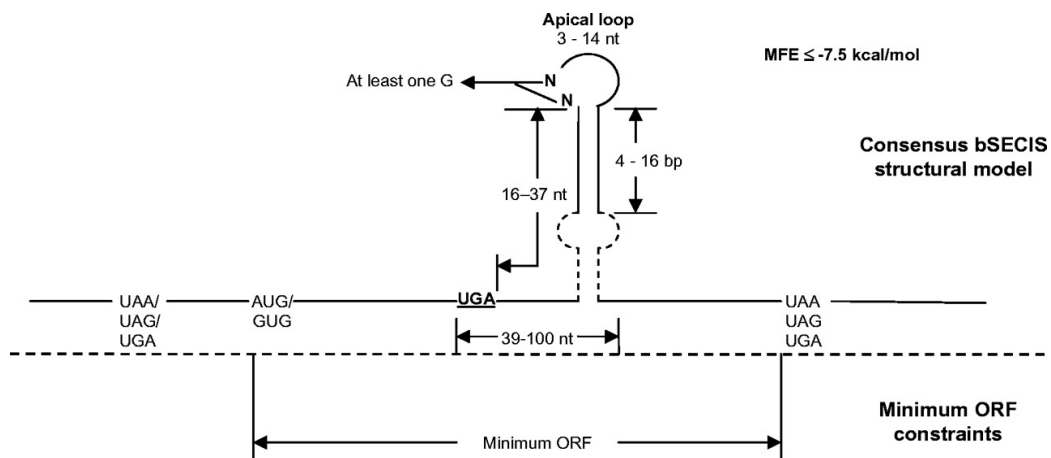 Apical loop
3 - 14 nt
MFE ≤ -7.5 kcal/mol
At least one G
N
N
Consensus bSECIS
structural model
4 - 16 bp
16–37 nt
UAA/
UAG/
UGA
AUG/
GUG
UGA
UAA
UAG
UGA
39-100 nt
Minimum ORF
constraints
Minimum ORF